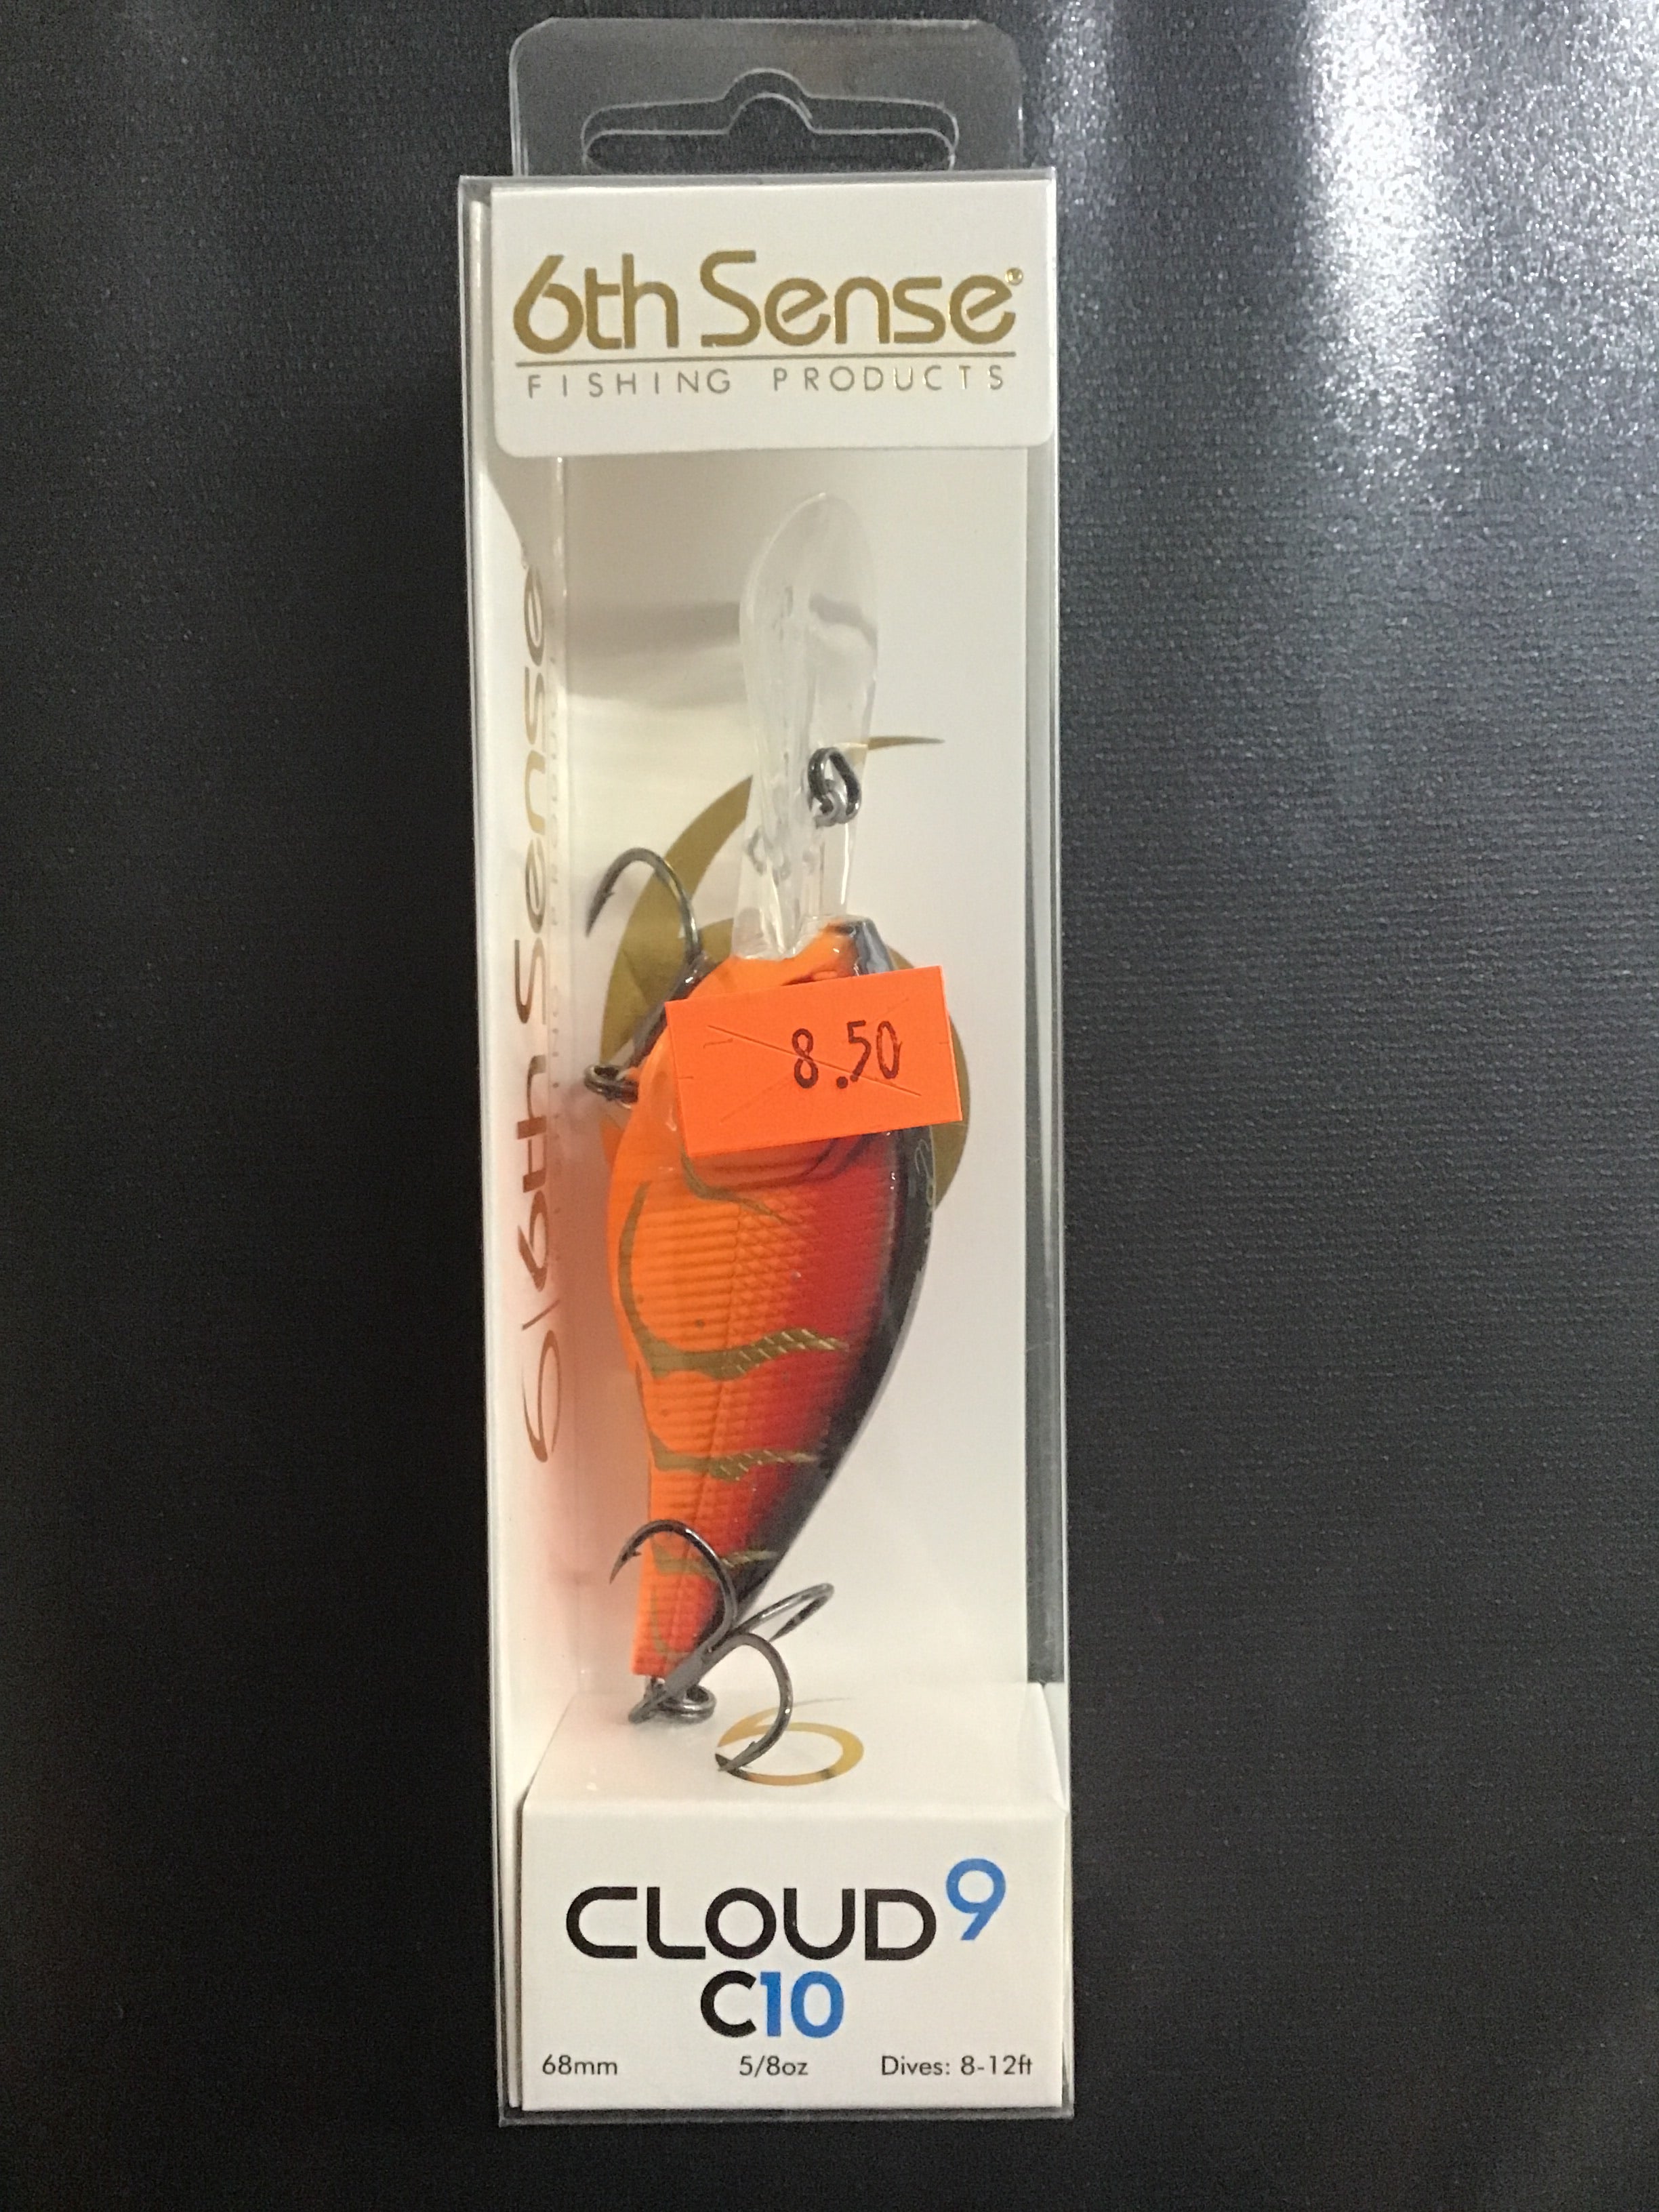 6th Sense®
FISHING PRODUCTS
6th Sense
8.50
CLOUD9
C10
68mm 5/8oz Dives: 8-12ft